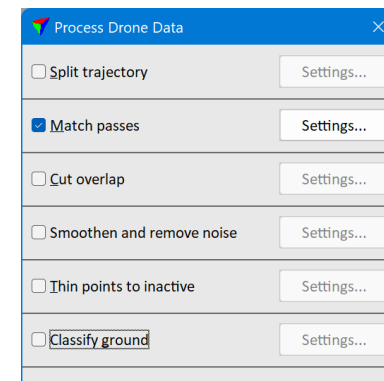 Process Drone Data
Split trajectory Settings...
Match passes Settings...
Cut overlap Settings...
Smoothen and remove noise Settings...
Thin points to inactive Settings...
Classify ground Settings...